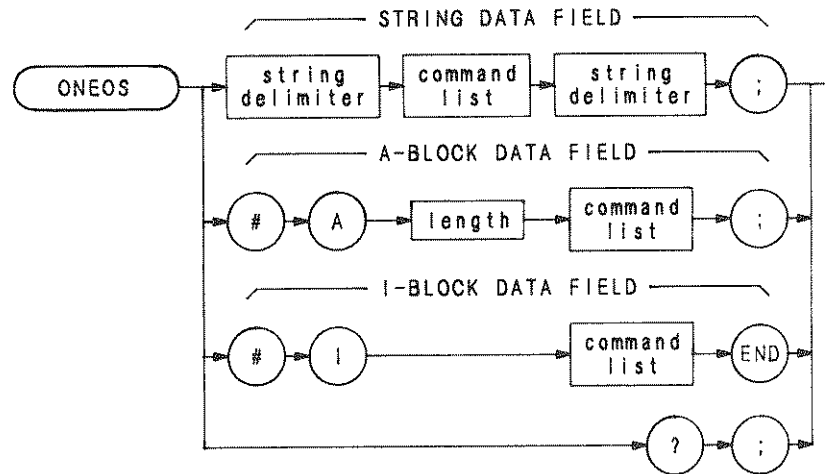 STRING DATA FIELD
ONEOS
string delimiter
command list
string delimiter
;
A-BLOCK DATA FIELD
#
A
length
command list
;
I-BLOCK DATA FIELD
#
I
command list
END
?
;